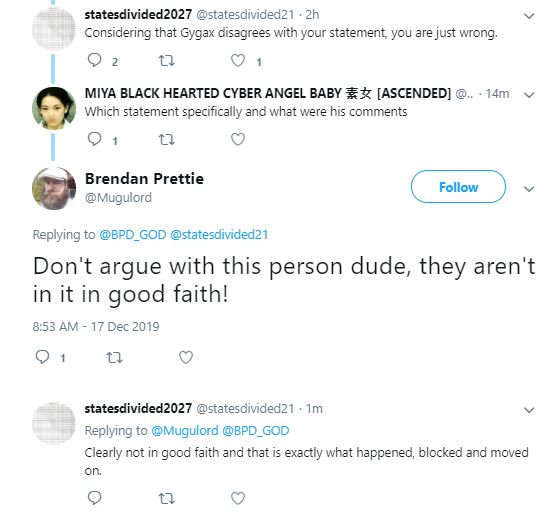 statesdivided2027 @statesdivided21 · 2h
Considering that Gygax disagrees with your statement, you are just wrong.
2 1
MIYA BLACK HEARTED CYBER ANGEL BABY 素女 [ASCENDED] @.. · 14m
Which statement specifically and what were his comments
1
Brendan Prettie
@Mugulord
Follow
Replying to @BPD_GOD @statesdivided21
Don't argue with this person dude, they aren't
in it in good faith!
8:53 AM - 17 Dec 2019
1
statesdivided2027 @statesdivided21 · 1m
Replying to @Mugulord @BPD_GOD
Clearly not in good faith and that is exactly what happened, blocked and moved
on.